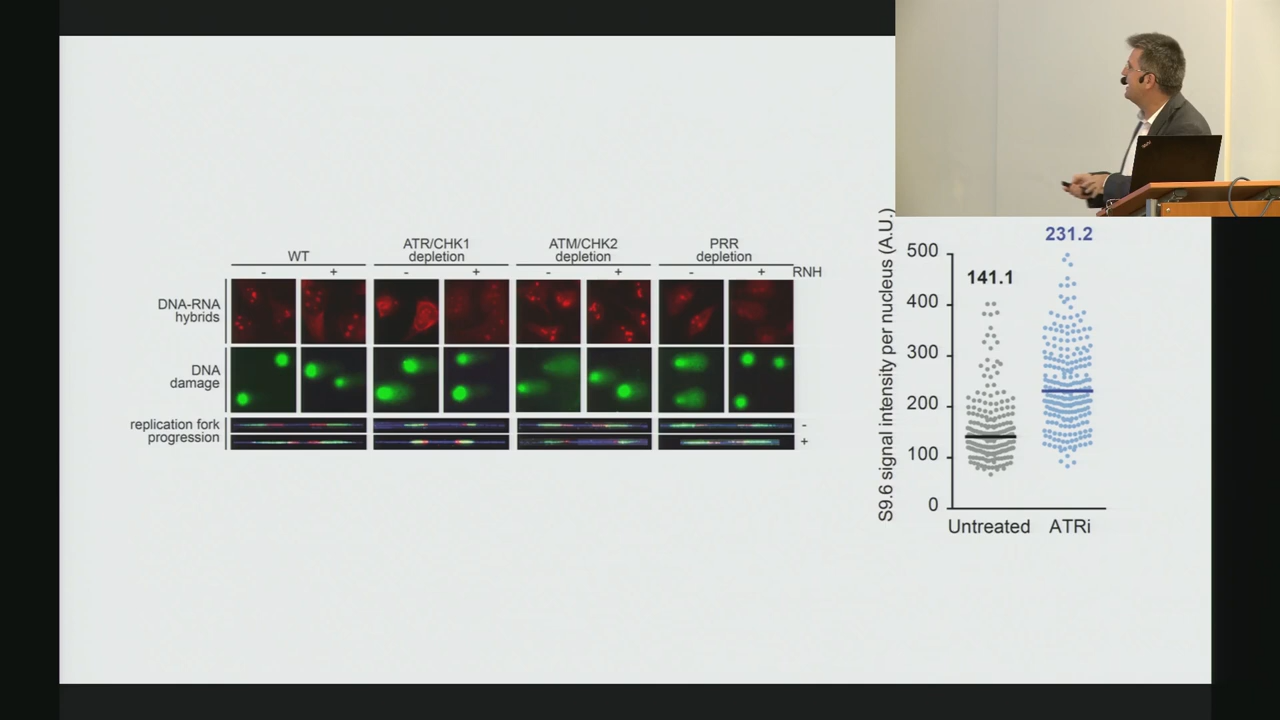 WT
ATR/CHK1
depletion
ATM/CHK2
depletion
PRR
depletion
- + - + - + - + RNH
DNA-RNA
hybrids
DNA
damage
replication fork
progression
-
+
S9.6 signal intensity per nucleus (A.U.)
500
400
300
200
100
0
141.1
231.2
Untreated
ATRi